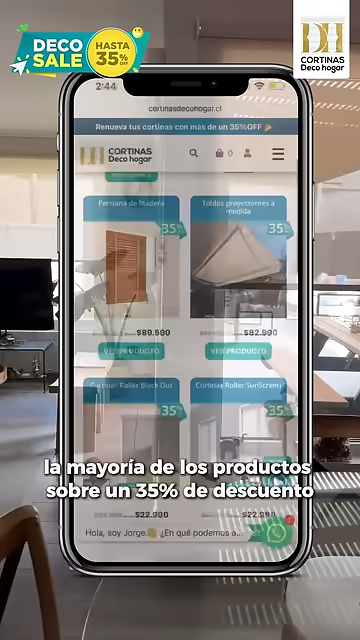 DECO
SALE
HASTA
35%
DH
CORTINAS
Deco hogar
2:44
cortinasdecohogar.cl
Renueva tus cortinas con más de un 35%OFF
CORTINAS
Deco hogar
0
Persiana de Madera
35%
Toldos proyectantes a
medida
35%
$89.590
$82.990
VER PRODUCTO
VER PRODUCTO
Cortinas Roller Black Out
35%
Cortinas Roller SunScreen
35%
la mayoría de los productos
sobre un 35% de descuento
$22.990
$22.990
Hola, soy Jorge👋 ¿En qué podemos a...